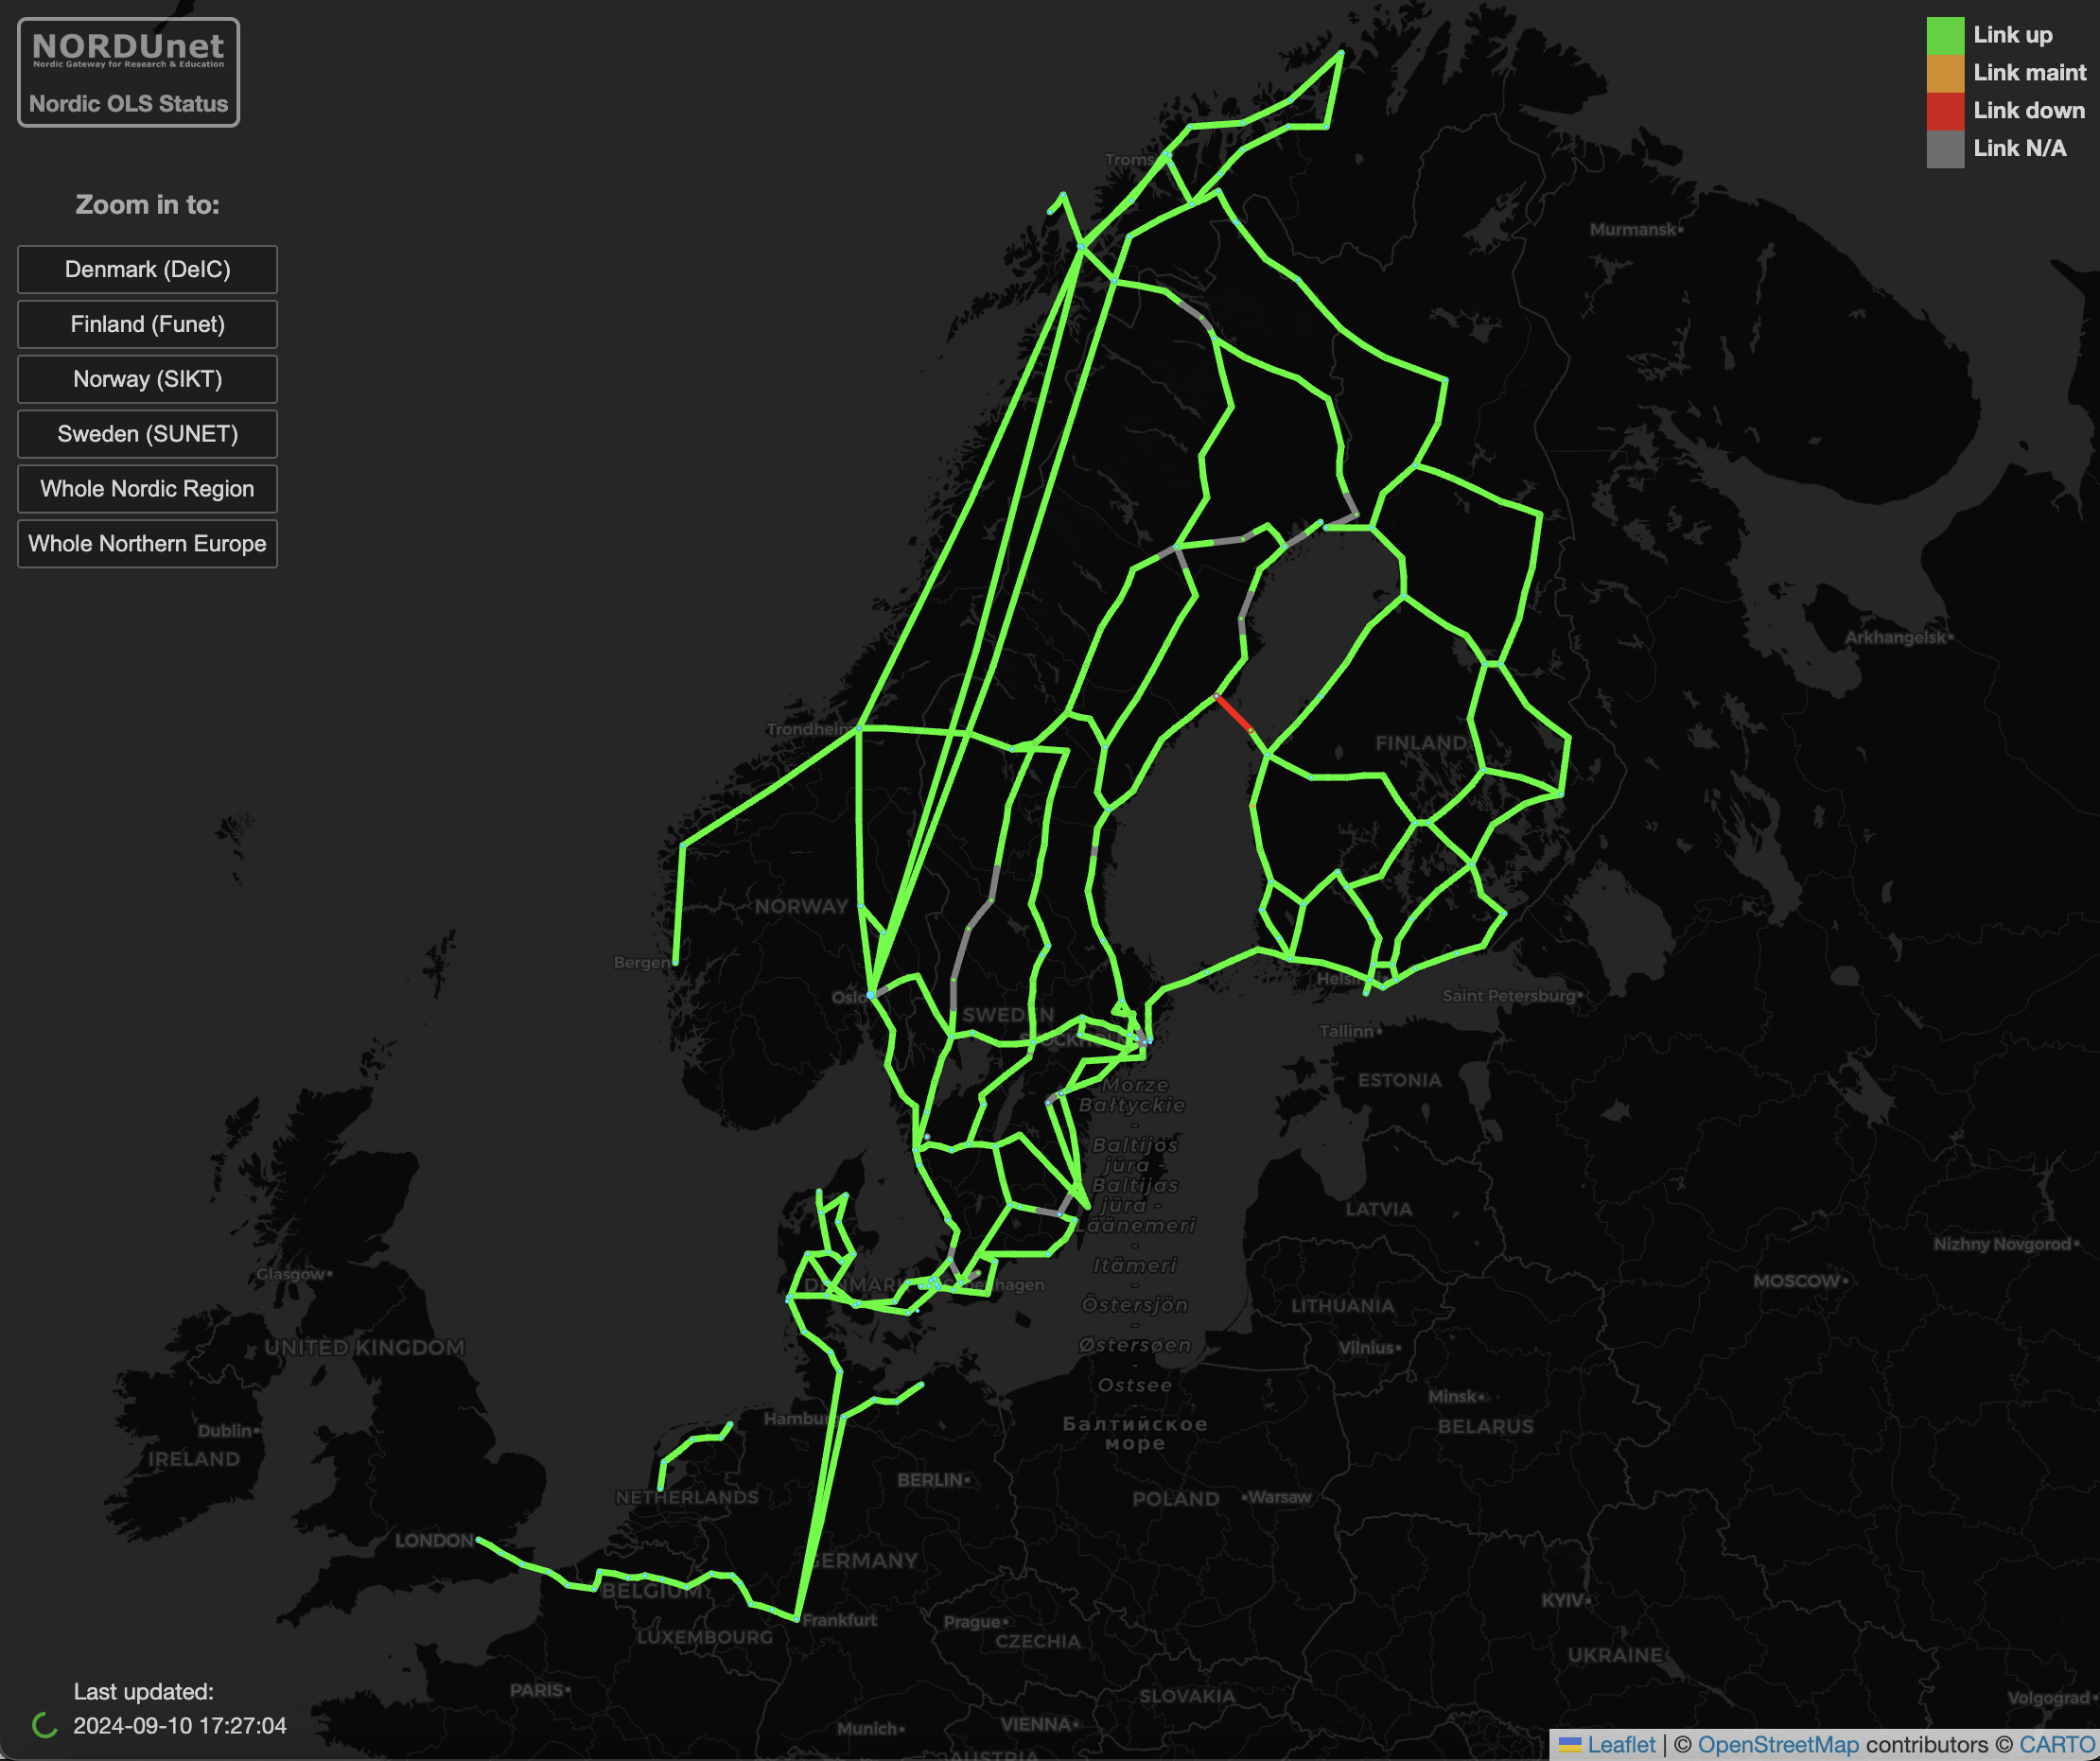 NORDUnet
Nordic Gateway for Research & Education
Nordic OLS Status
Link up
Link maint
Link down
Link N/A
Zoom in to:
Denmark (DeIC)
Finland (Funet)
Norway (SIKT)
Sweden (SUNET)
Whole Nordic Region
Whole Northern Europe
Murmansk
Arkhangelsk
Trondheim
FINLAND
NORWAY
Bergen
Oslo
SWEDEN
Saint Petersburg
Tallinn
ESTONIA
Morze
Bałtyckie
-
Baltijos
jūra -
Baltijas
jūra -
Läänemeri
-
Itämeri
-
Östersjön
-
Østersøen
-
Ostsee
-
Балтийское
море
LATVIA
Nizhny Novgorod
MOSCOW
Glasgow
DENMARK
LITHUANIA
UNITED KINGDOM
Vilnius
Minsk
BELARUS
Dublin
IRELAND
BERLIN
NETHERLANDS
POLAND
Warsaw
LONDON
GERMANY
BELGIUM
KYIV
Frankfurt
Prague
LUXEMBOURG
CZECHIA
UKRAINE
PARIS
SLOVAKIA
Volgograd
Munich
VIENNA
AUSTRIA
Last updated:
2024-09-10 17:27:04
Leaflet | © OpenStreetMap contributors © CARTO